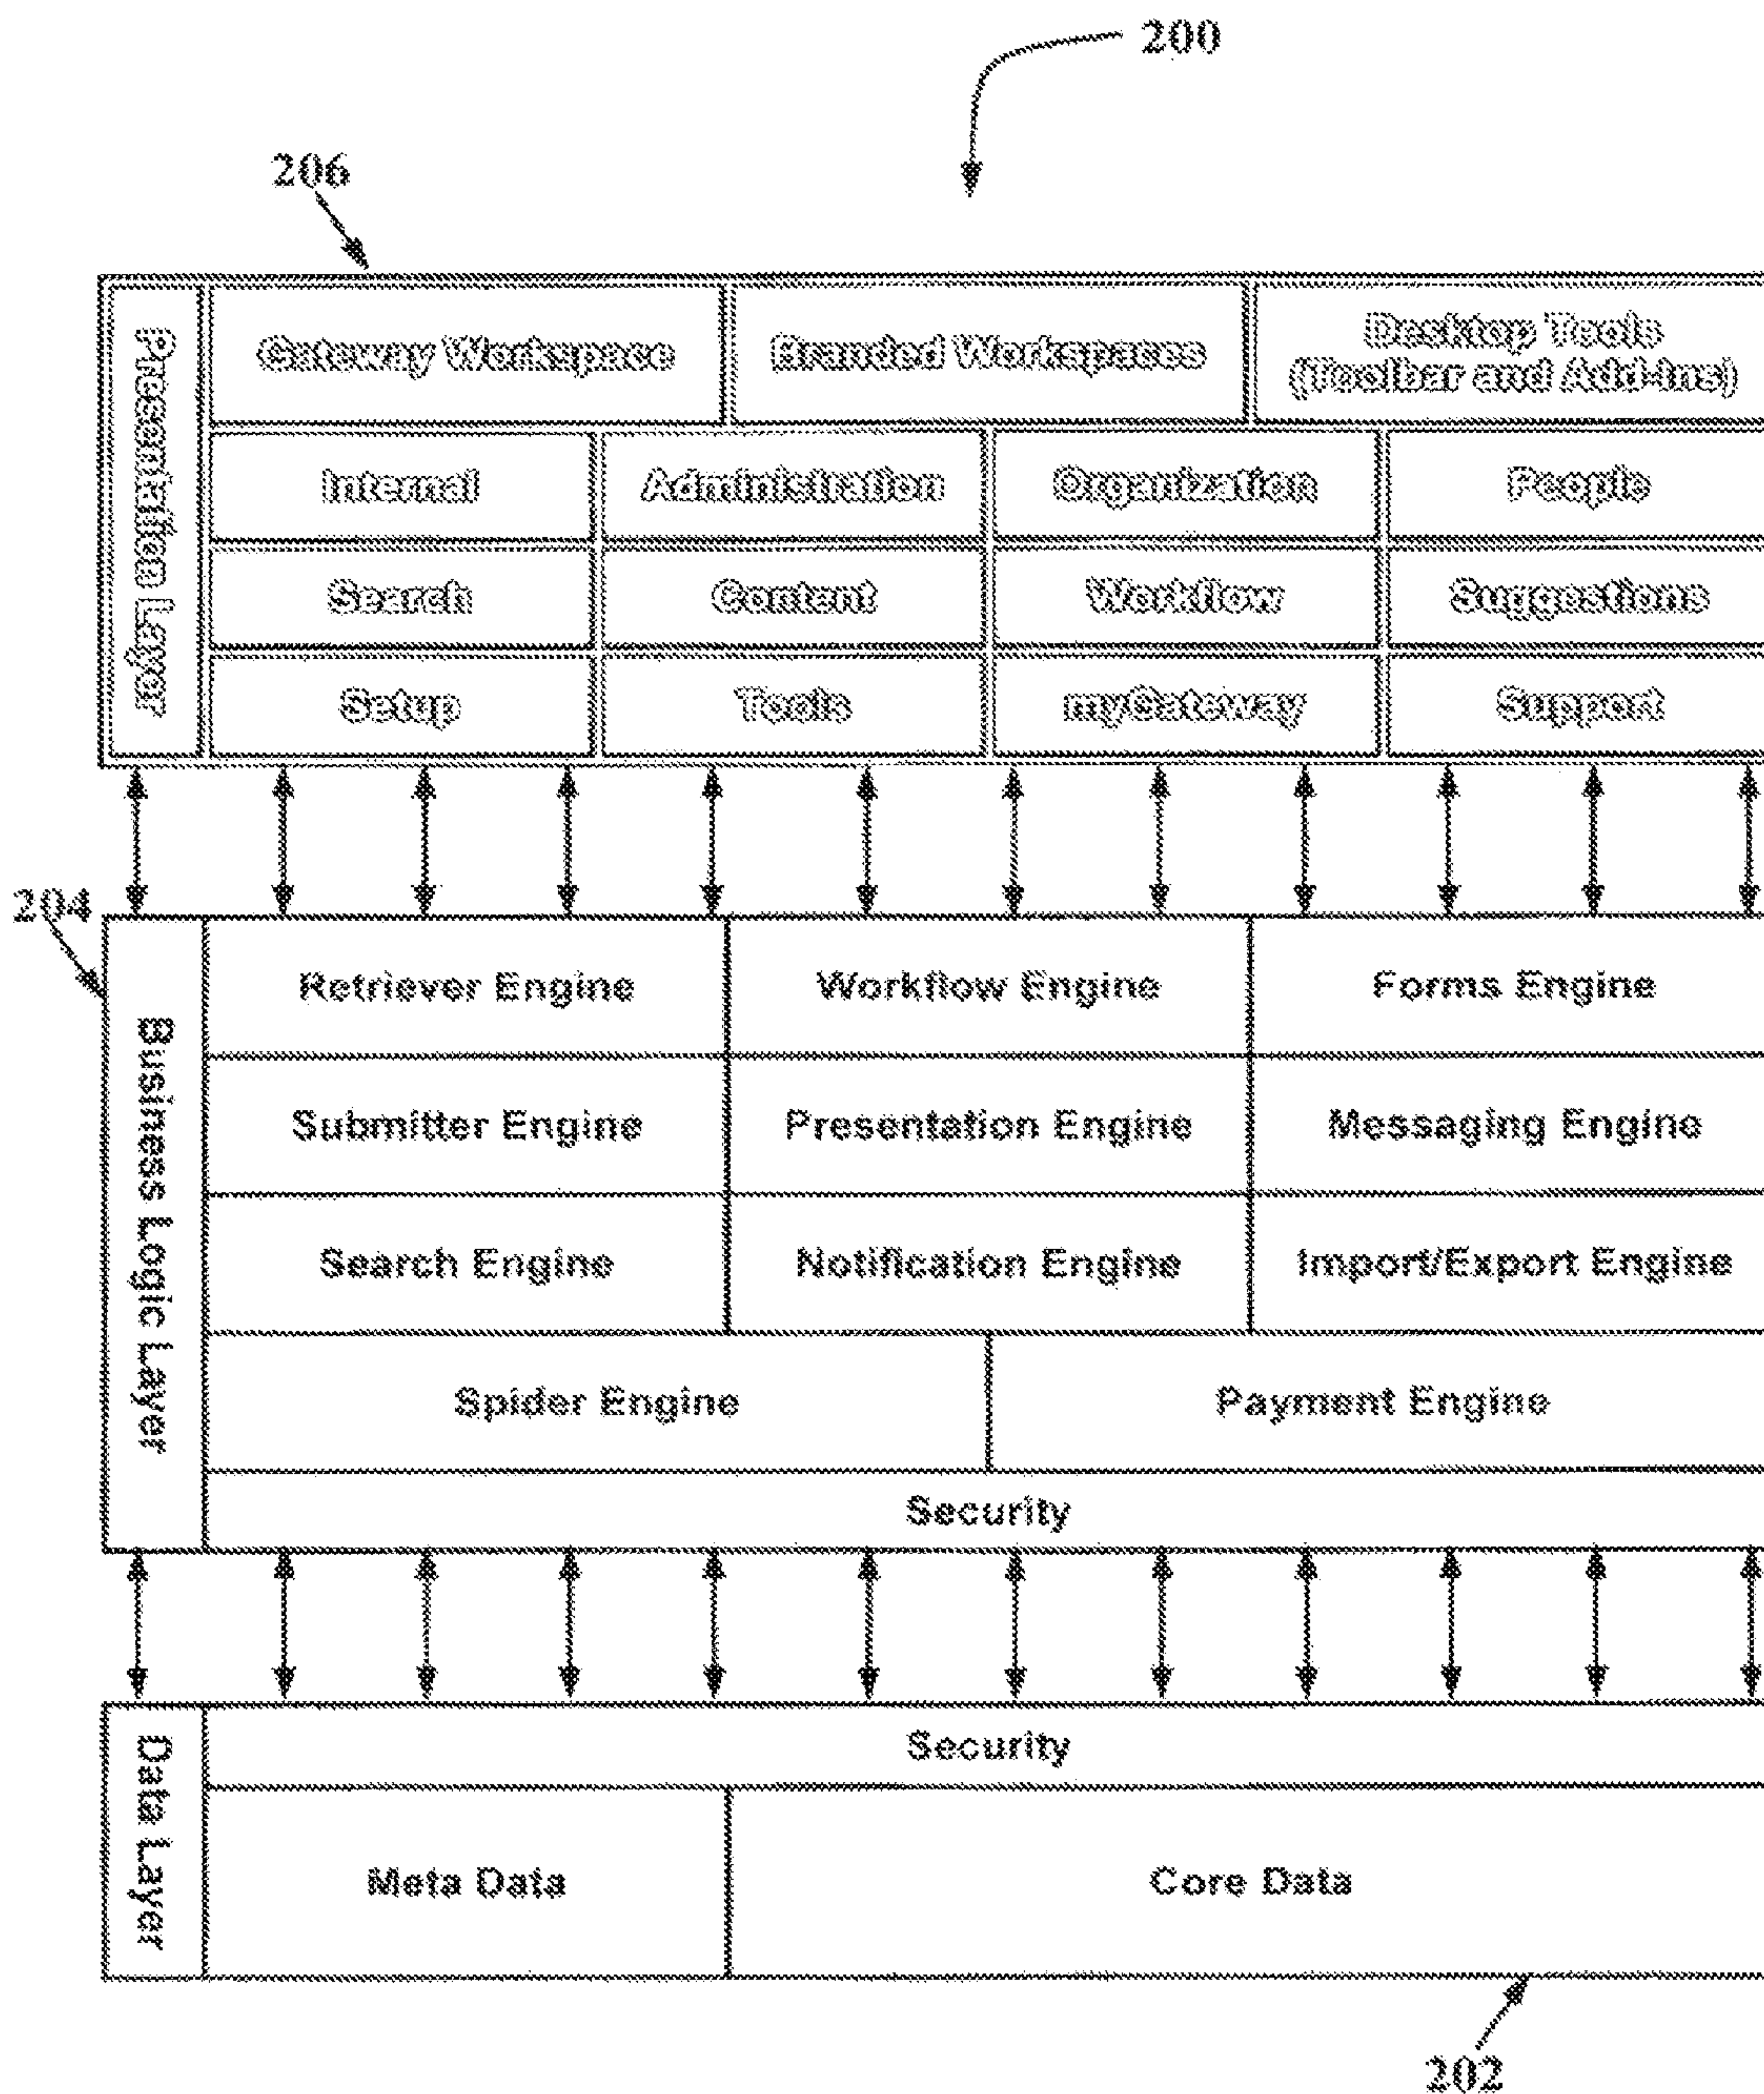 200
206
Presentation Layer
Gateway Workspace
Branded Workspaces
Desktop Tools
(Toolbar and Add-Ins)
Internal
Administration
Organization
People
Search
Content
Workflow
Suggestions
Setup
Tools
myGateway
Support
204
Business Logic Layer
Retriever Engine
Workflow Engine
Forms Engine
Submitter Engine
Presentation Engine
Messaging Engine
Search Engine
Notification Engine
Import/Export Engine
Spider Engine
Payment Engine
Security
Data Layer
Security
Meta Data
Core Data
202